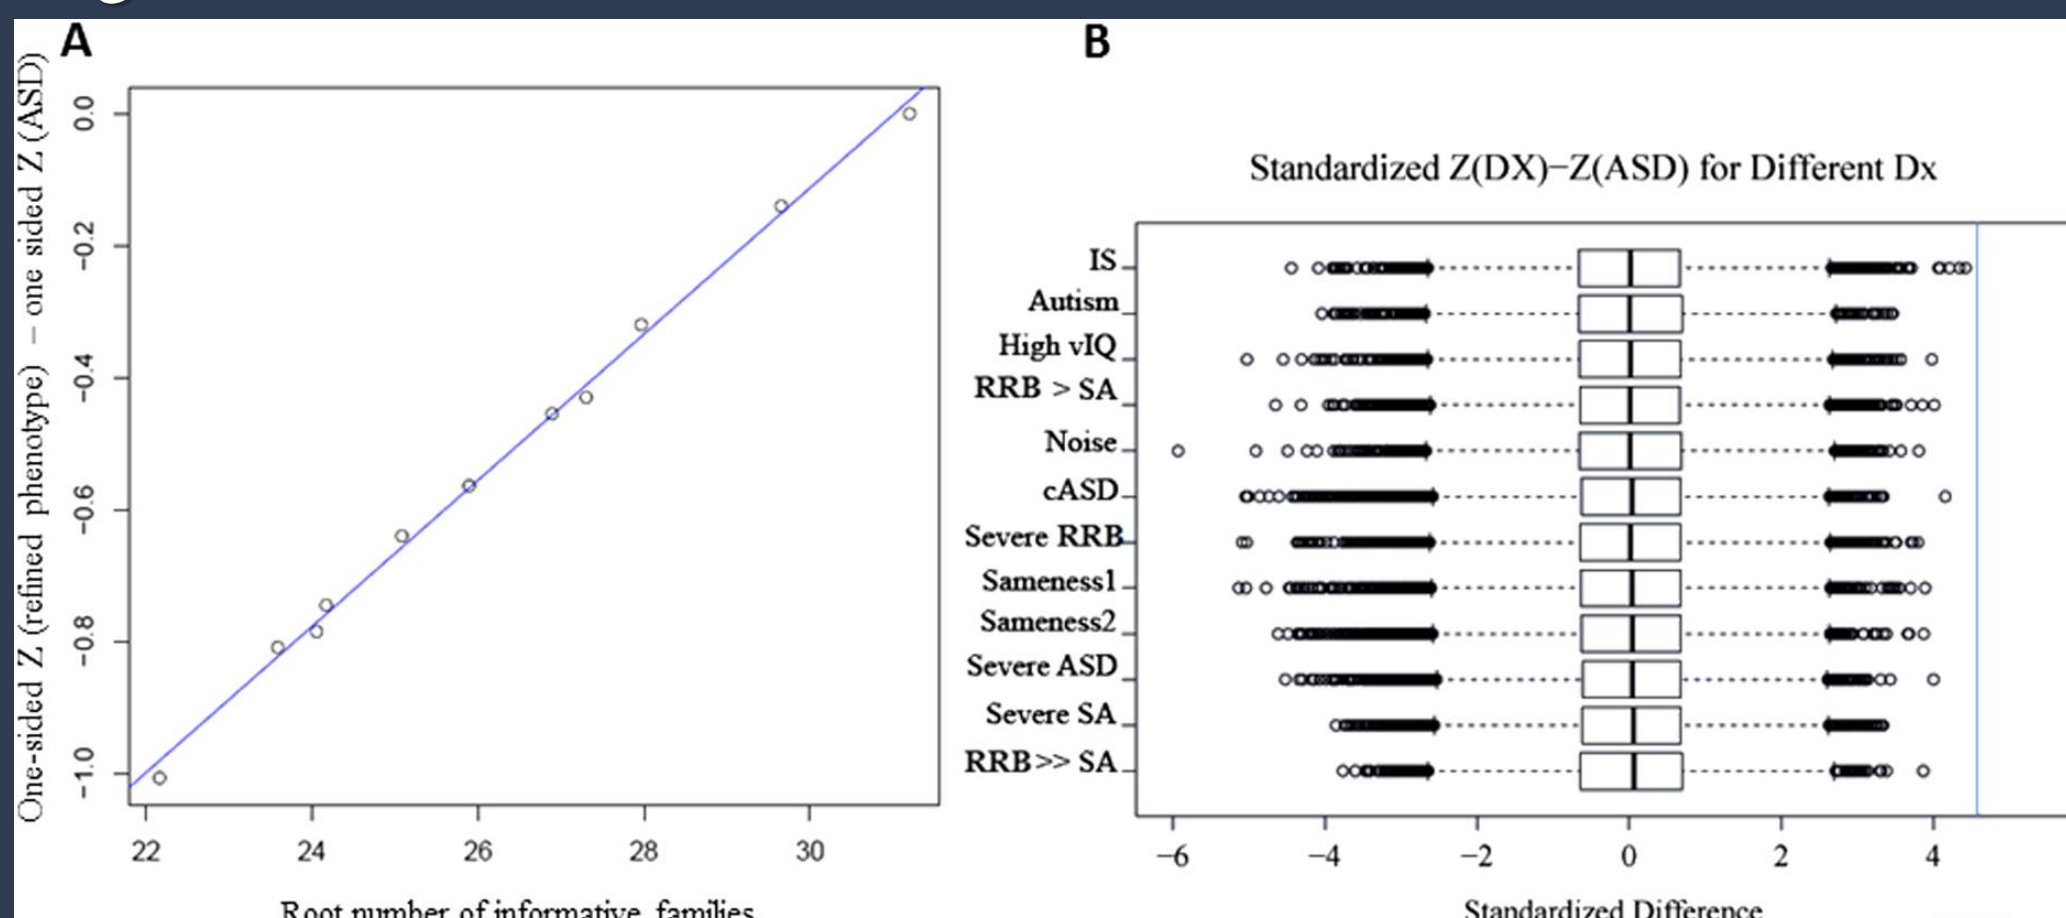 A
One-sided Z (refined phenotype) – one sided Z (ASD)
0.0
−0.2
−0.4
−0.6
−0.8
−1.0
22 24 26 28 30
Root number of informative families
B
Standardized Z(DX)−Z(ASD) for Different Dx
IS
Autism
High vIQ
RRB > SA
Noise
cASD
Severe RRB
Sameness1
Sameness2
Severe ASD
Severe SA
RRB>> SA
−6 −4 −2 0 2 4
Standardized Difference